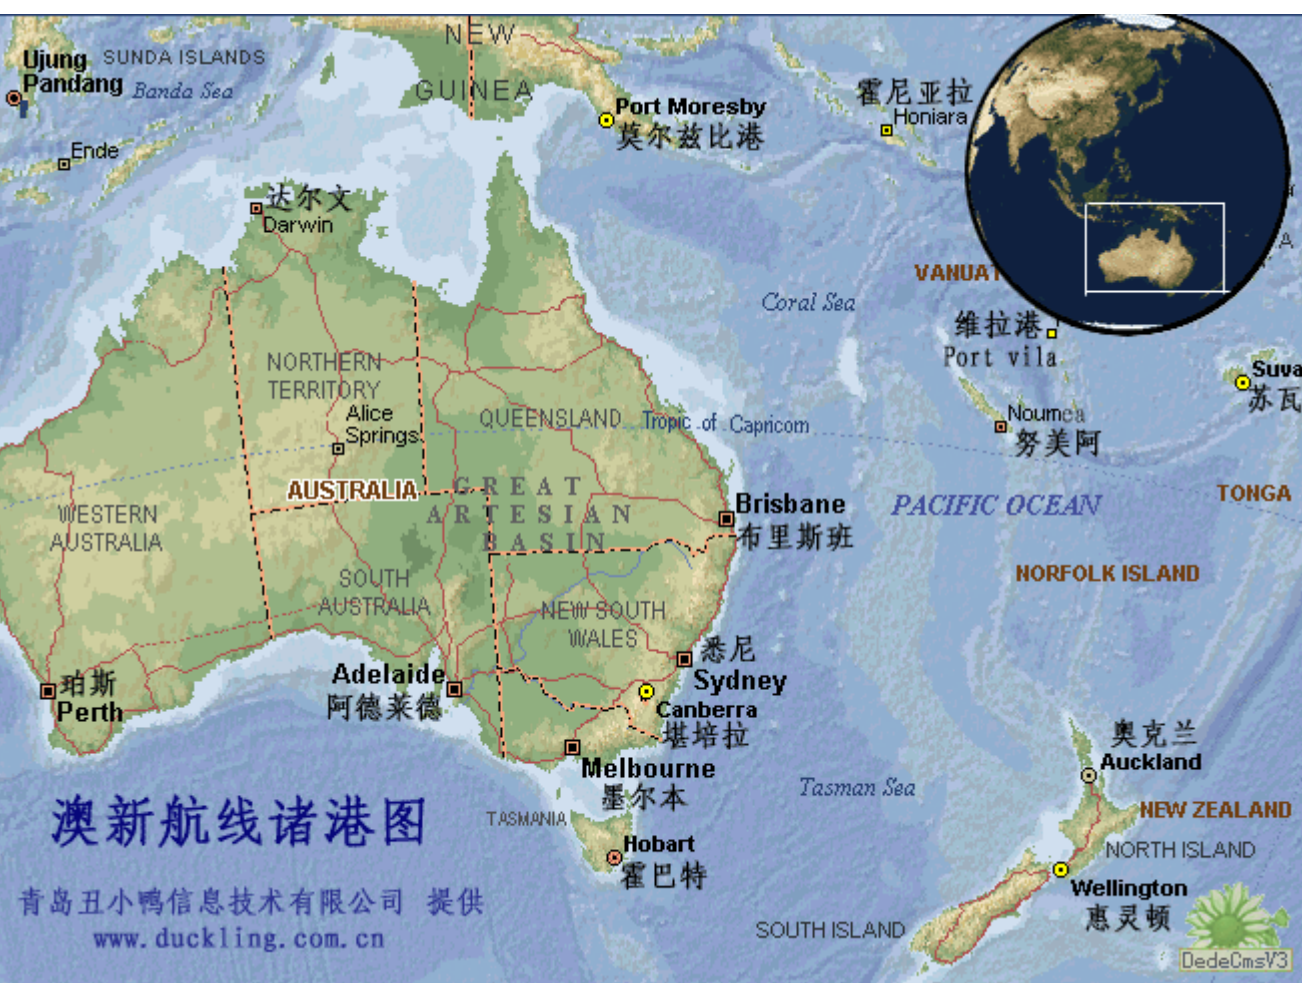 NEW
GUINEA
Ujung
Pandang
SUNDA ISLANDS
Banda Sea
Ende
Port Moresby
莫尔兹比港
霍尼亚拉
Honiara
达尔文
Darwin
Coral Sea
VANUAT
维拉港
Port vila
Suva
苏瓦
NORTHERN
TERRITORY
Alice
Springs
QUEENSLAND
Tropic of Capricorn
Noumea
努美阿
AUSTRALIA
GREAT
ARTESIAN
BASIN
Brisbane
布里斯班
PACIFIC OCEAN
TONGA
WESTERN
AUSTRALIA
NORFOLK ISLAND
SOUTH
AUSTRALIA
NEW SOUTH
WALES
悉尼
Sydney
珀斯
Perth
Adelaide
阿德莱德
Canberra
堪培拉
Melbourne
墨尔本
奥克兰
Auckland
Tasman Sea
NEW ZEALAND
TASMANIA
Hobart
霍巴特
NORTH ISLAND
Wellington
惠灵顿
SOUTH ISLAND
澳新航线诸港图
青岛丑小鸭信息技术有限公司 提供
www.duckling.com.cn
DedeCmsV3